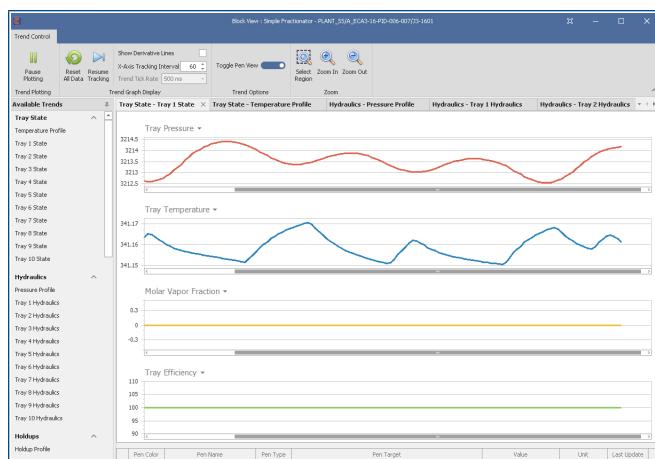 Block View : Simple Fractionator - PLANT_55/A_ECA3-16-PID-006-007/J3-1601
Trend Control
Pause Plotting
Reset All Data
Resume Tracking
Show Derivative Lines
X-Axis Tracking Interval 60
Trend Tick Rate 500 ms
Toggle Pen View
Select Region
Zoom In
Zoom Out
Trend Plotting
Trend Graph Display
Trend Options
Zoom
Available Trends
Tray State - Tray 1 State
Tray State - Temperature Profile
Hydraulics - Pressure Profile
Hydraulics - Tray 1 Hydraulics
Hydraulics - Tray 2 Hydraulics
Tray State
Temperature Profile
Tray 1 State
Tray 2 State
Tray 3 State
Tray 4 State
Tray 5 State
Tray 6 State
Tray 7 State
Tray 8 State
Tray 9 State
Tray 10 State
Hydraulics
Pressure Profile
Tray 1 Hydraulics
Tray 2 Hydraulics
Tray 3 Hydraulics
Tray 4 Hydraulics
Tray 5 Hydraulics
Tray 6 Hydraulics
Tray 7 Hydraulics
Tray 8 Hydraulics
Tray 9 Hydraulics
Tray 10 Hydraulics
Holdups
Holdup Profile
Tray Pressure
3214.5
3214
3213.5
3213
3212.5
Tray Temperature
341.17
341.16
341.15
Molar Vapor Fraction
0.3
0
-0.3
Tray Efficiency
110
105
100
95
90
Pen Color
Pen Name
Pen Type
Pen Target
Value
Unit
Last Update